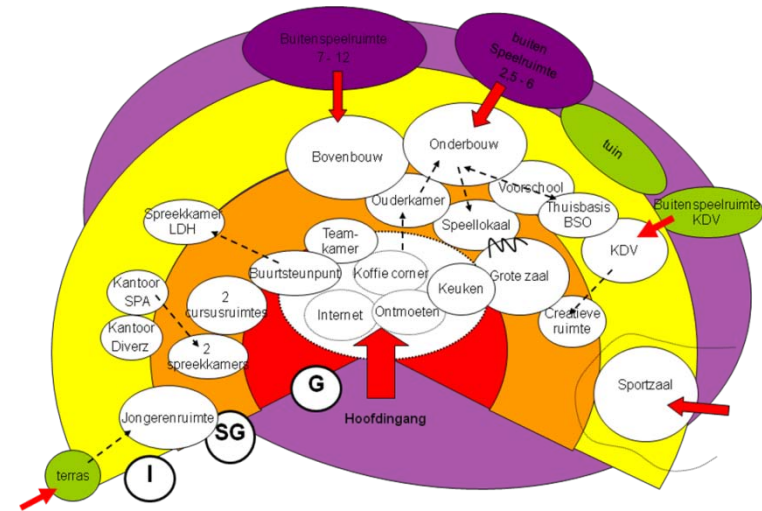 Buitenspeelruimte
7 - 12
buiten
Speelruimte
2,5 - 6
tuin
Buitenspeelruimte
KDV
Bovenbouw
Onderbouw
Ouderkamer
Voorschool
Thuisbasis
BSO
Speellokaal
KDV
Spreekkamer
LDH
Team-
kamer
Buurtsteunpunt
Koffie corner
Keuken
Grote zaal
Internet
Ontmoeten
Creatieve
ruimte
Kantoor
SPA
Kantoor
Diverz
2
cursusruimtes
2
spreekkamers
Sportzaal
Jongerenruimte
G
SG
I
Hoofdingang
terras